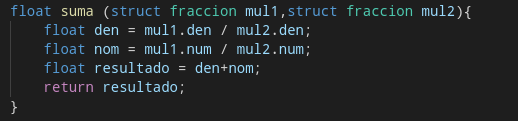 float suma (struct fraccion mul1,struct fraccion mul2){
    float den = mul1.den / mul2.den;
    float nom = mul1.num / mul2.num;
    float resultado = den+nom;
    return resultado;
}